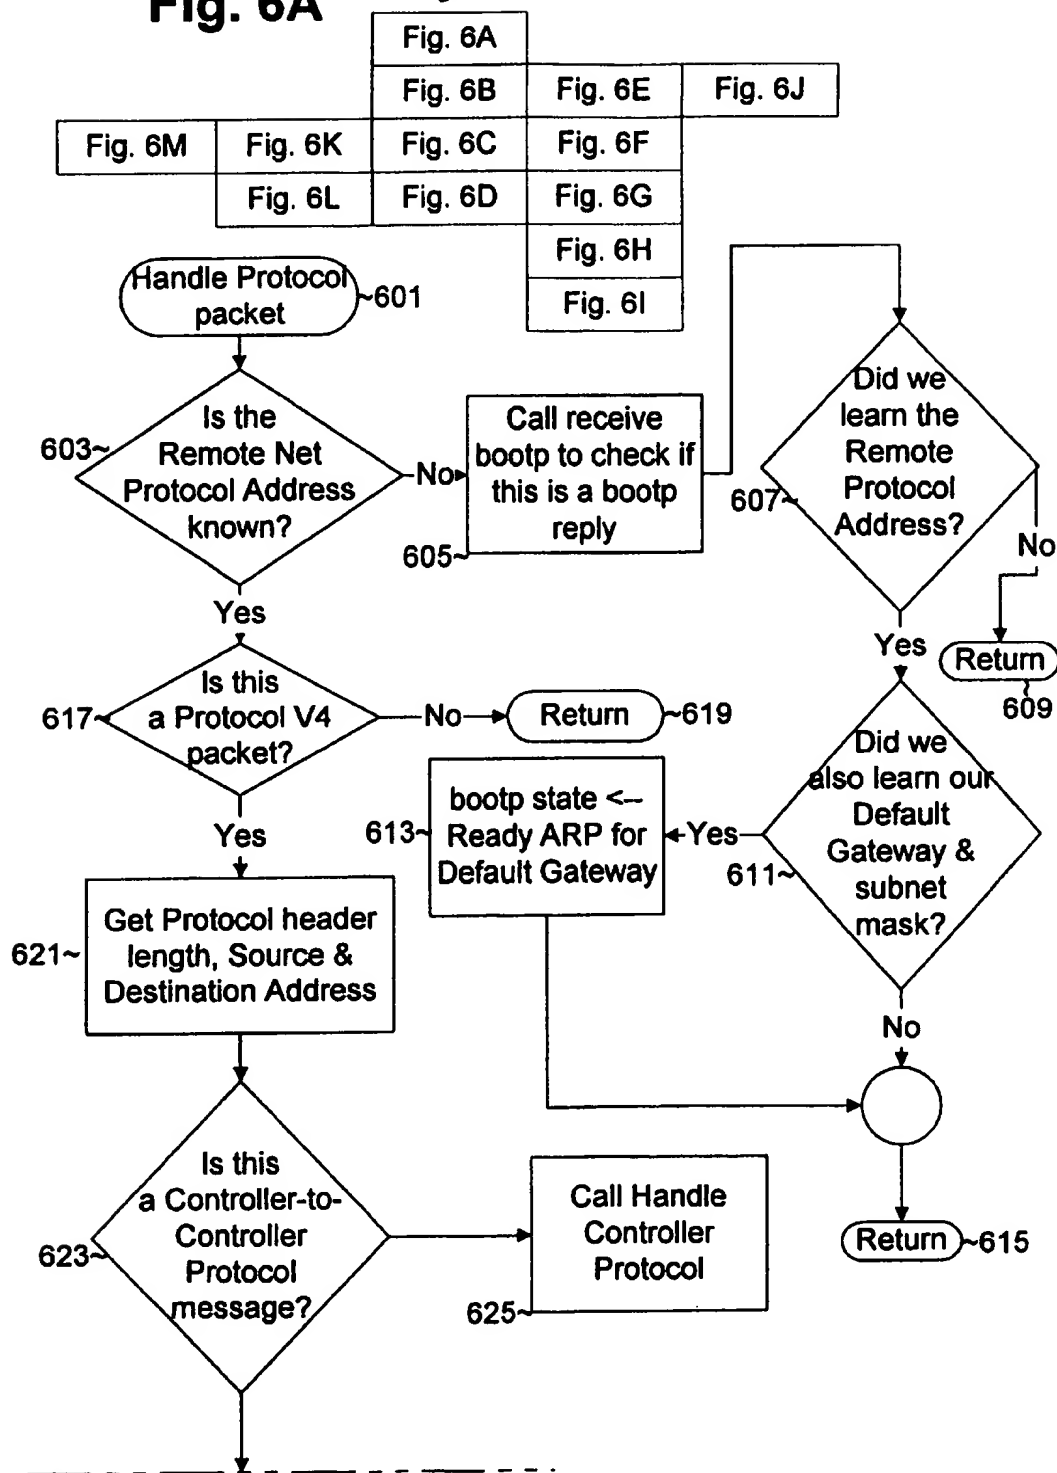 Fig. 6A
Fig. 6A
Fig. 6B
Fig. 6E
Fig. 6J
Fig. 6M
Fig. 6K
Fig. 6C
Fig. 6F
Fig. 6L
Fig. 6D
Fig. 6G
Fig. 6H
Fig. 6I
Handle Protocol
packet
~601
Is the
Remote Net
Protocol Address
known?
603~
No
Call receive
bootp to check if
this is a bootp
reply
605~
Did we
learn the
Remote
Protocol
Address?
607~
No
Return
609
Yes
Yes
Is this
a Protocol V4
packet?
617~
No
Return
~619
Did we
also learn our
Default
Gateway &
subnet
mask?
611~
Yes
bootp state <--
Ready ARP for
Default Gateway
613~
Yes
Get Protocol header
length, Source &
Destination Address
621~
No
Return
~615
Is this
a Controller-to-
Controller
Protocol
message?
623~
Call Handle
Controller
Protocol
625~